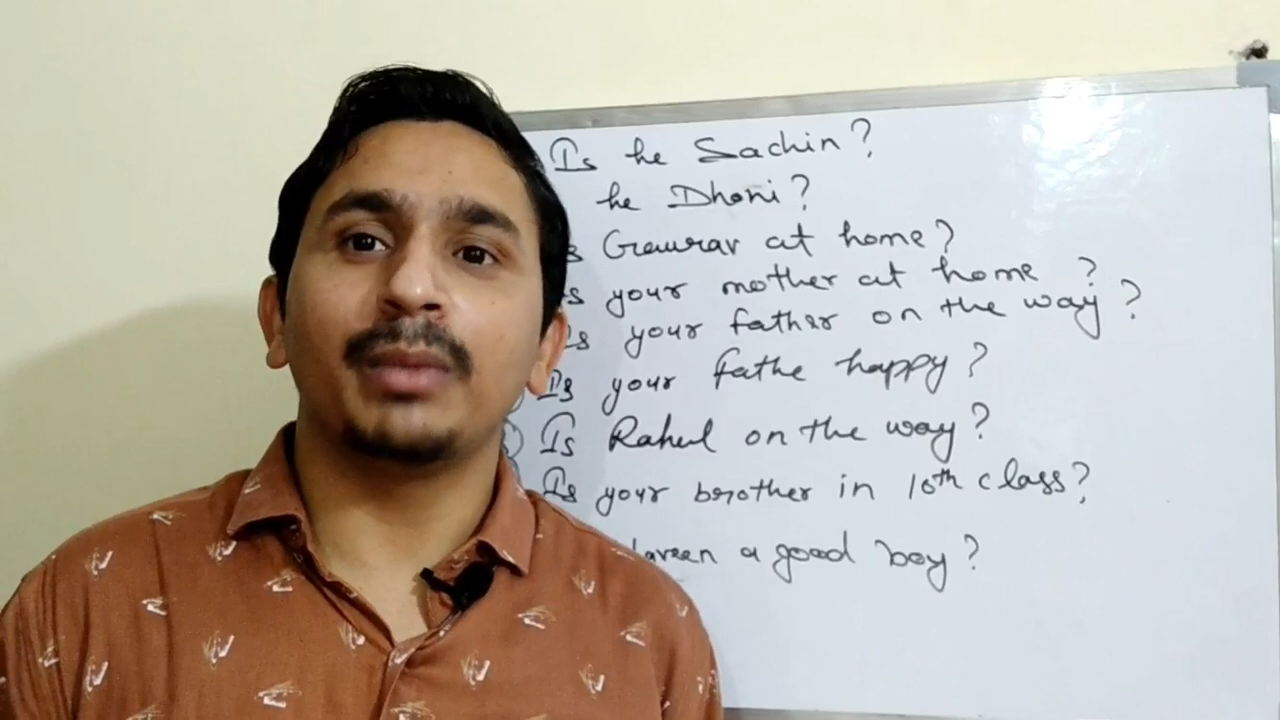 Is he Sachin?
he Dhoni?
Gaurav at home?
your mother at home ?
Is your father on the way ?
Is your fathe happy?
Is Rahul on the way?
Is your brother in 10th class?
a good boy?